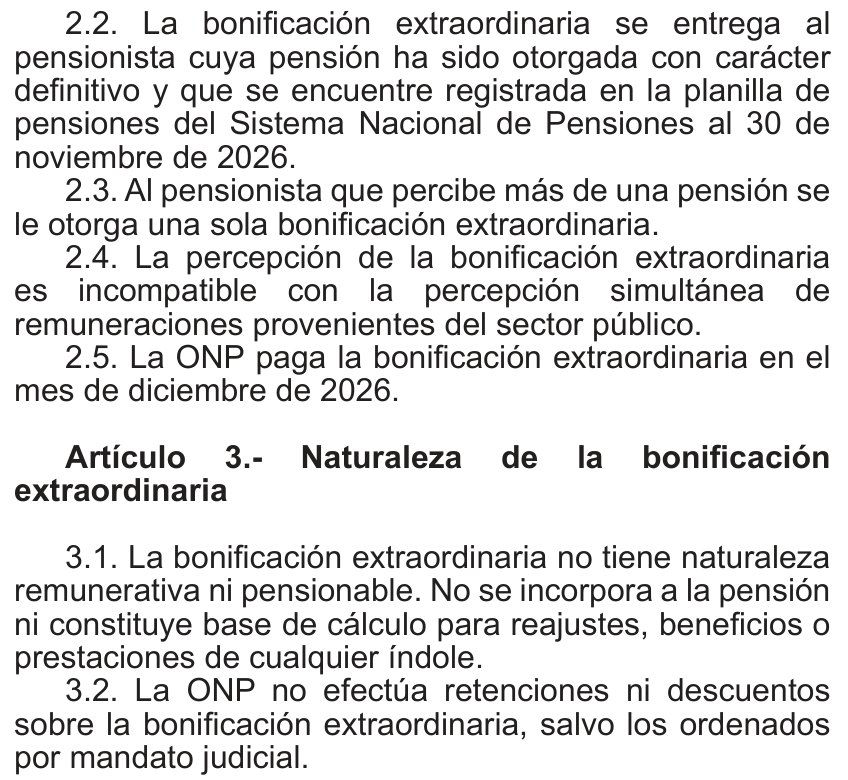 2.2. La bonificación extraordinaria se entrega al
pensionista cuya pensión ha sido otorgada con carácter
definitivo y que se encuentre registrada en la planilla de
pensiones del Sistema Nacional de Pensiones al 30 de
noviembre de 2026.
2.3. Al pensionista que percibe más de una pensión se
le otorga una sola bonificación extraordinaria.
2.4. La percepción de la bonificación extraordinaria
es incompatible con la percepción simultánea de
remuneraciones provenientes del sector público.
2.5. La ONP paga la bonificación extraordinaria en el
mes de diciembre de 2026.
Artículo 3.- Naturaleza de la bonificación
extraordinaria
3.1. La bonificación extraordinaria no tiene naturaleza
remunerativa ni pensionable. No se incorpora a la pensión
ni constituye base de cálculo para reajustes, beneficios o
prestaciones de cualquier índole.
3.2. La ONP no efectúa retenciones ni descuentos
sobre la bonificación extraordinaria, salvo los ordenados
por mandato judicial.